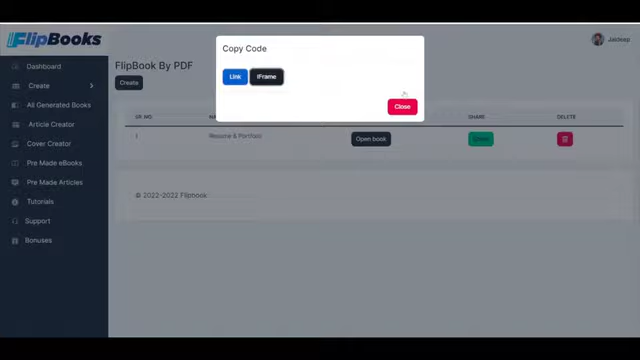 FlipBooks
Jaideep
Copy Code
Link
iFrame
Close
Dashboard
Create
All Generated Books
Article Creator
Cover Creator
Pre Made eBooks
Pre Made Articles
Tutorials
Support
Bonuses
FlipBook By PDF
Create
SR. NO.
SHARE
DELETE
1
Resume & Portfolio
Open book
© 2022-2022 Flipbook